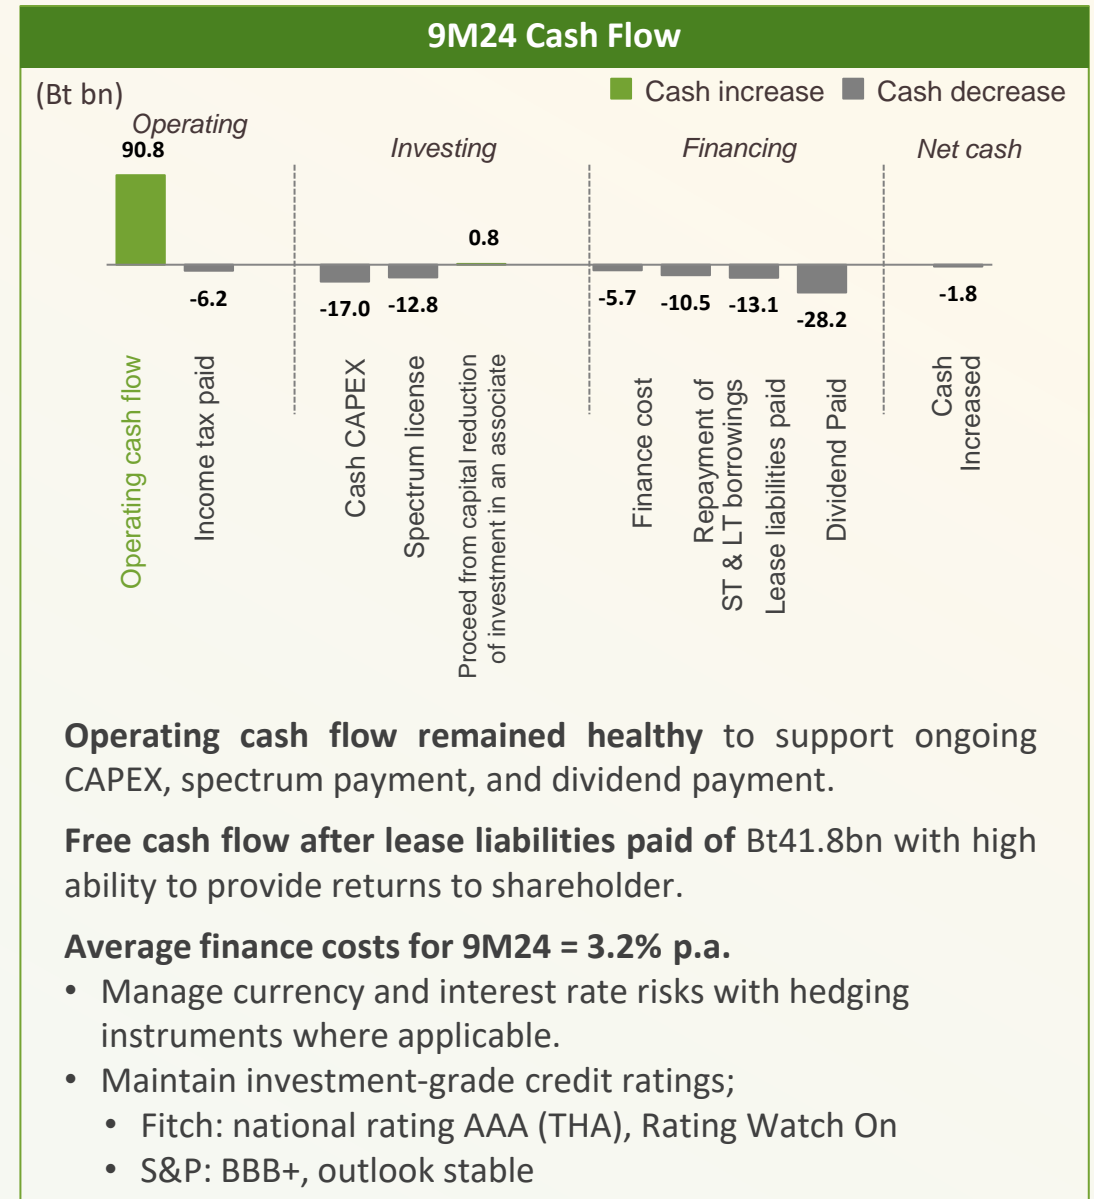 9M24 Cash Flow
(Bt bn)
Cash increase
Cash decrease
Operating
Investing
Financing
Net cash
90.8
-6.2
-17.0
-12.8
0.8
-5.7
-10.5
-13.1
-28.2
-1.8
Operating cash flow
Income tax paid
Cash CAPEX
Spectrum license
Proceed from capital reduction
of investment in an associate
Finance cost
Repayment of
ST & LT borrowings
Lease liabilities paid
Dividend Paid
Cash
Increased
Operating cash flow remained healthy to support ongoing
CAPEX, spectrum payment, and dividend payment.
Free cash flow after lease liabilities paid of Bt41.8bn with high
ability to provide returns to shareholder.
Average finance costs for 9M24 = 3.2% p.a.
• Manage currency and interest rate risks with hedging
instruments where applicable.
• Maintain investment-grade credit ratings;
• Fitch: national rating AAA (THA), Rating Watch On
• S&P: BBB+, outlook stable